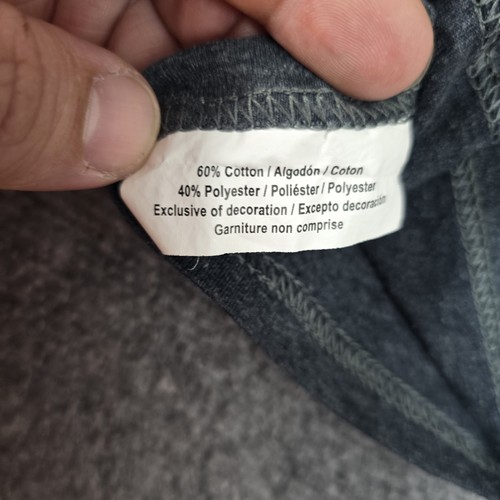 60% Cotton / Algodón / Coton
40% Polyester / Poliéster / Polyester
Exclusive of decoration / Excepto decoración
Garniture non comprise